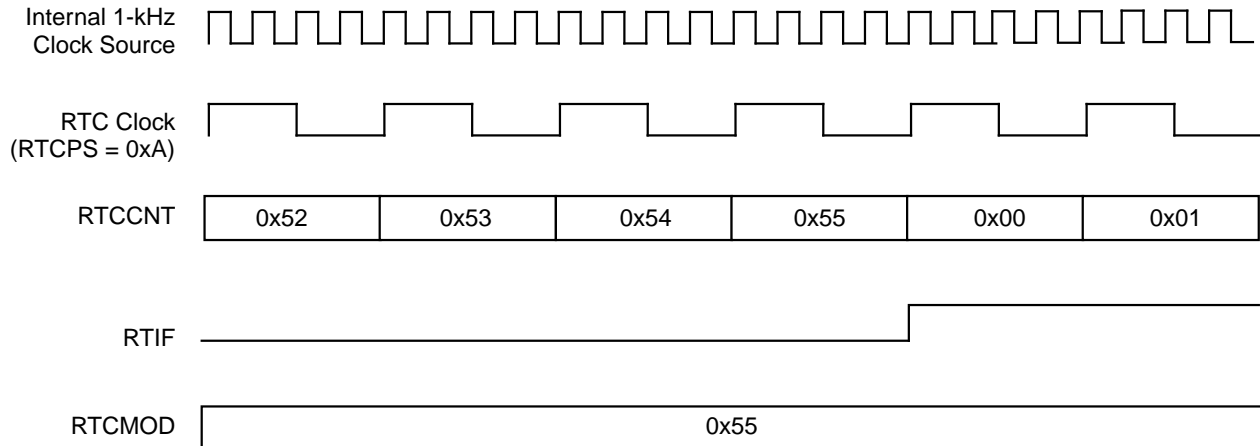 Internal 1-kHz
Clock Source
RTC Clock
(RTCPS = 0xA)
RTCCNT
0x52 0x53 0x54 0x55 0x00 0x01
RTIF
RTCMOD
0x55